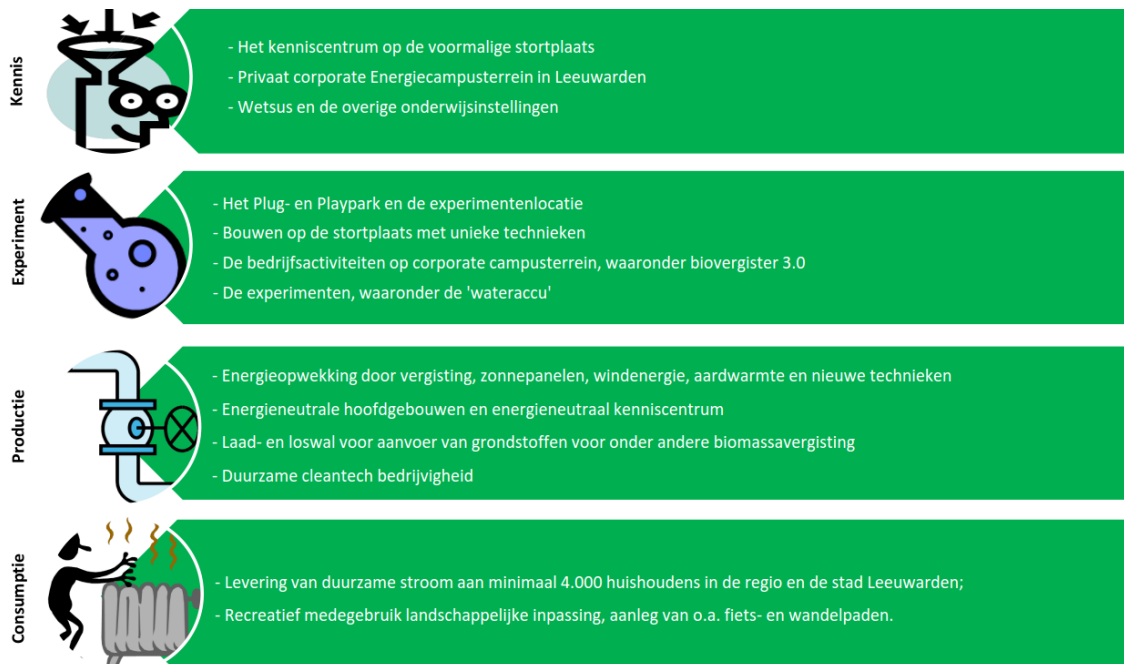 Kennis
- Het kenniscentrum op de voormalige stortplaats
- Privaat corporate Energiecampusterrein in Leeuwarden
- Wetsus en de overige onderwijsinstellingen
Experiment
- Het Plug- en Playpark en de experimentenlocatie
- Bouwen op de stortplaats met unieke technieken
- De bedrijfsactiviteiten op corporate campusterrein, waaronder biovergister 3.0
- De experimenten, waaronder de 'wateraccu'
Productie
- Energieopwekking door vergisting, zonnepanelen, windenergie, aardwarmte en nieuwe technieken
- Energieneutrale hoofdgebouwen en energieneutraal kenniscentrum
- Laad- en loswal voor aanvoer van grondstoffen voor onder andere biomassavergisting
- Duurzame cleantech bedrijvigheid
Consumptie
- Levering van duurzame stroom aan minimaal 4.000 huishoudens in de regio en de stad Leeuwarden;
- Recreatief medegebruik landschappelijke inpassing, aanleg van o.a. fiets- en wandelpaden.